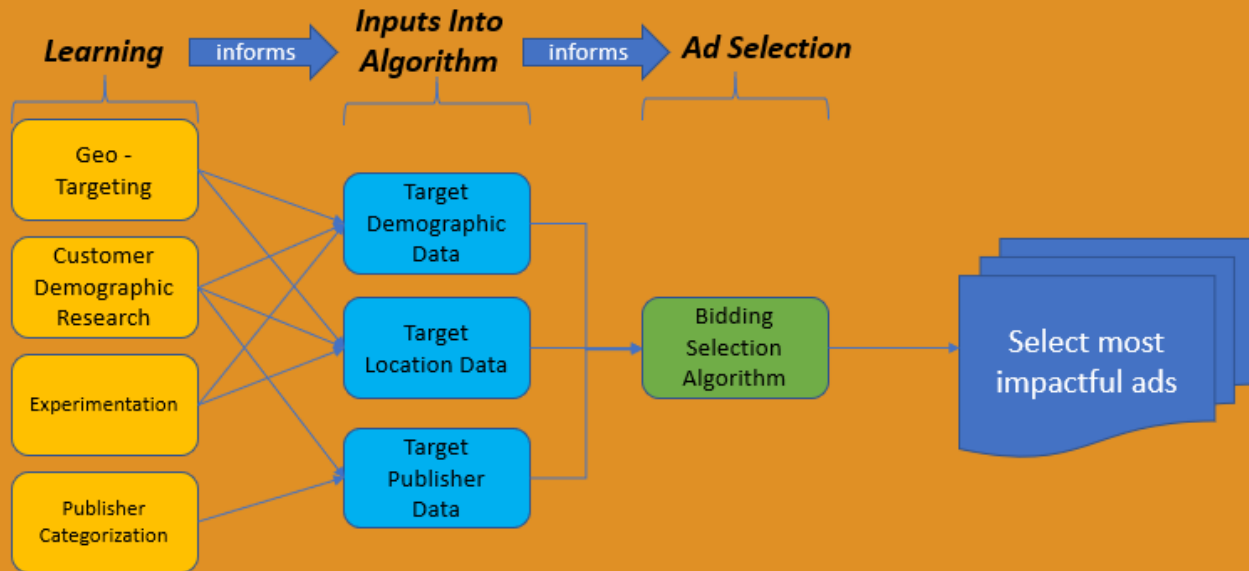 Learning
informs
Inputs Into
Algorithm
informs
Ad Selection
Geo -
Targeting
Customer
Demographic
Research
Experimentation
Publisher
Categorization
Target
Demographic
Data
Target
Location Data
Target
Publisher
Data
Bidding
Selection
Algorithm
Select most
impactful ads